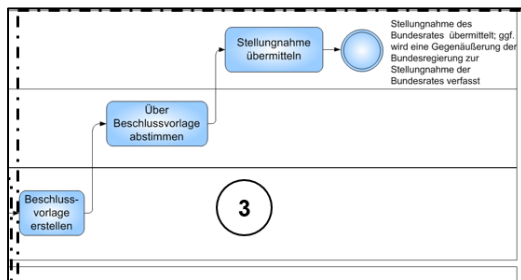 Stellungnahme
übermitteln
Stellungnahme des
Bundesrates übermittelt; ggf.
wird eine Gegenäußerung der
Bundesregierung zur
Stellungnahme der
Bundesrates verfasst
Über
Beschlussvorlage
abstimmen
Beschluss-
vorlage
erstellen
3